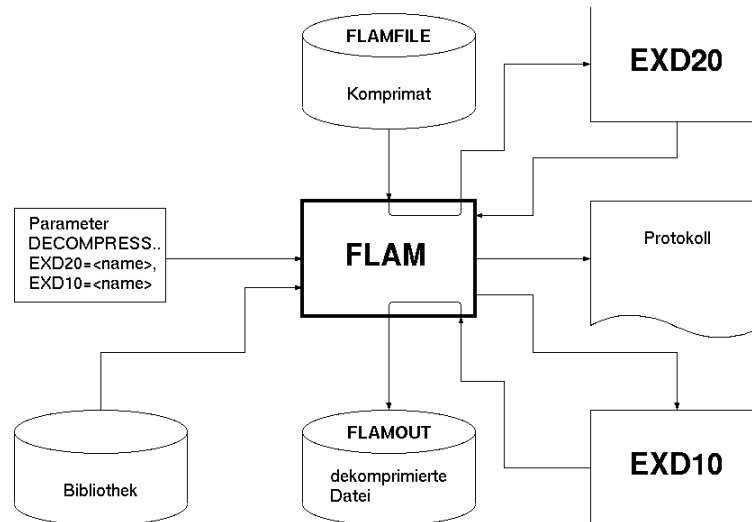 FLAMFILE
Komprimat
EXD20
Parameter
DECOMPRESS..
EXD20=<name>,
EXD10=<name>
FLAM
Protokoll
Bibliothek
FLAMOUT
dekomprimierte
Datei
EXD10